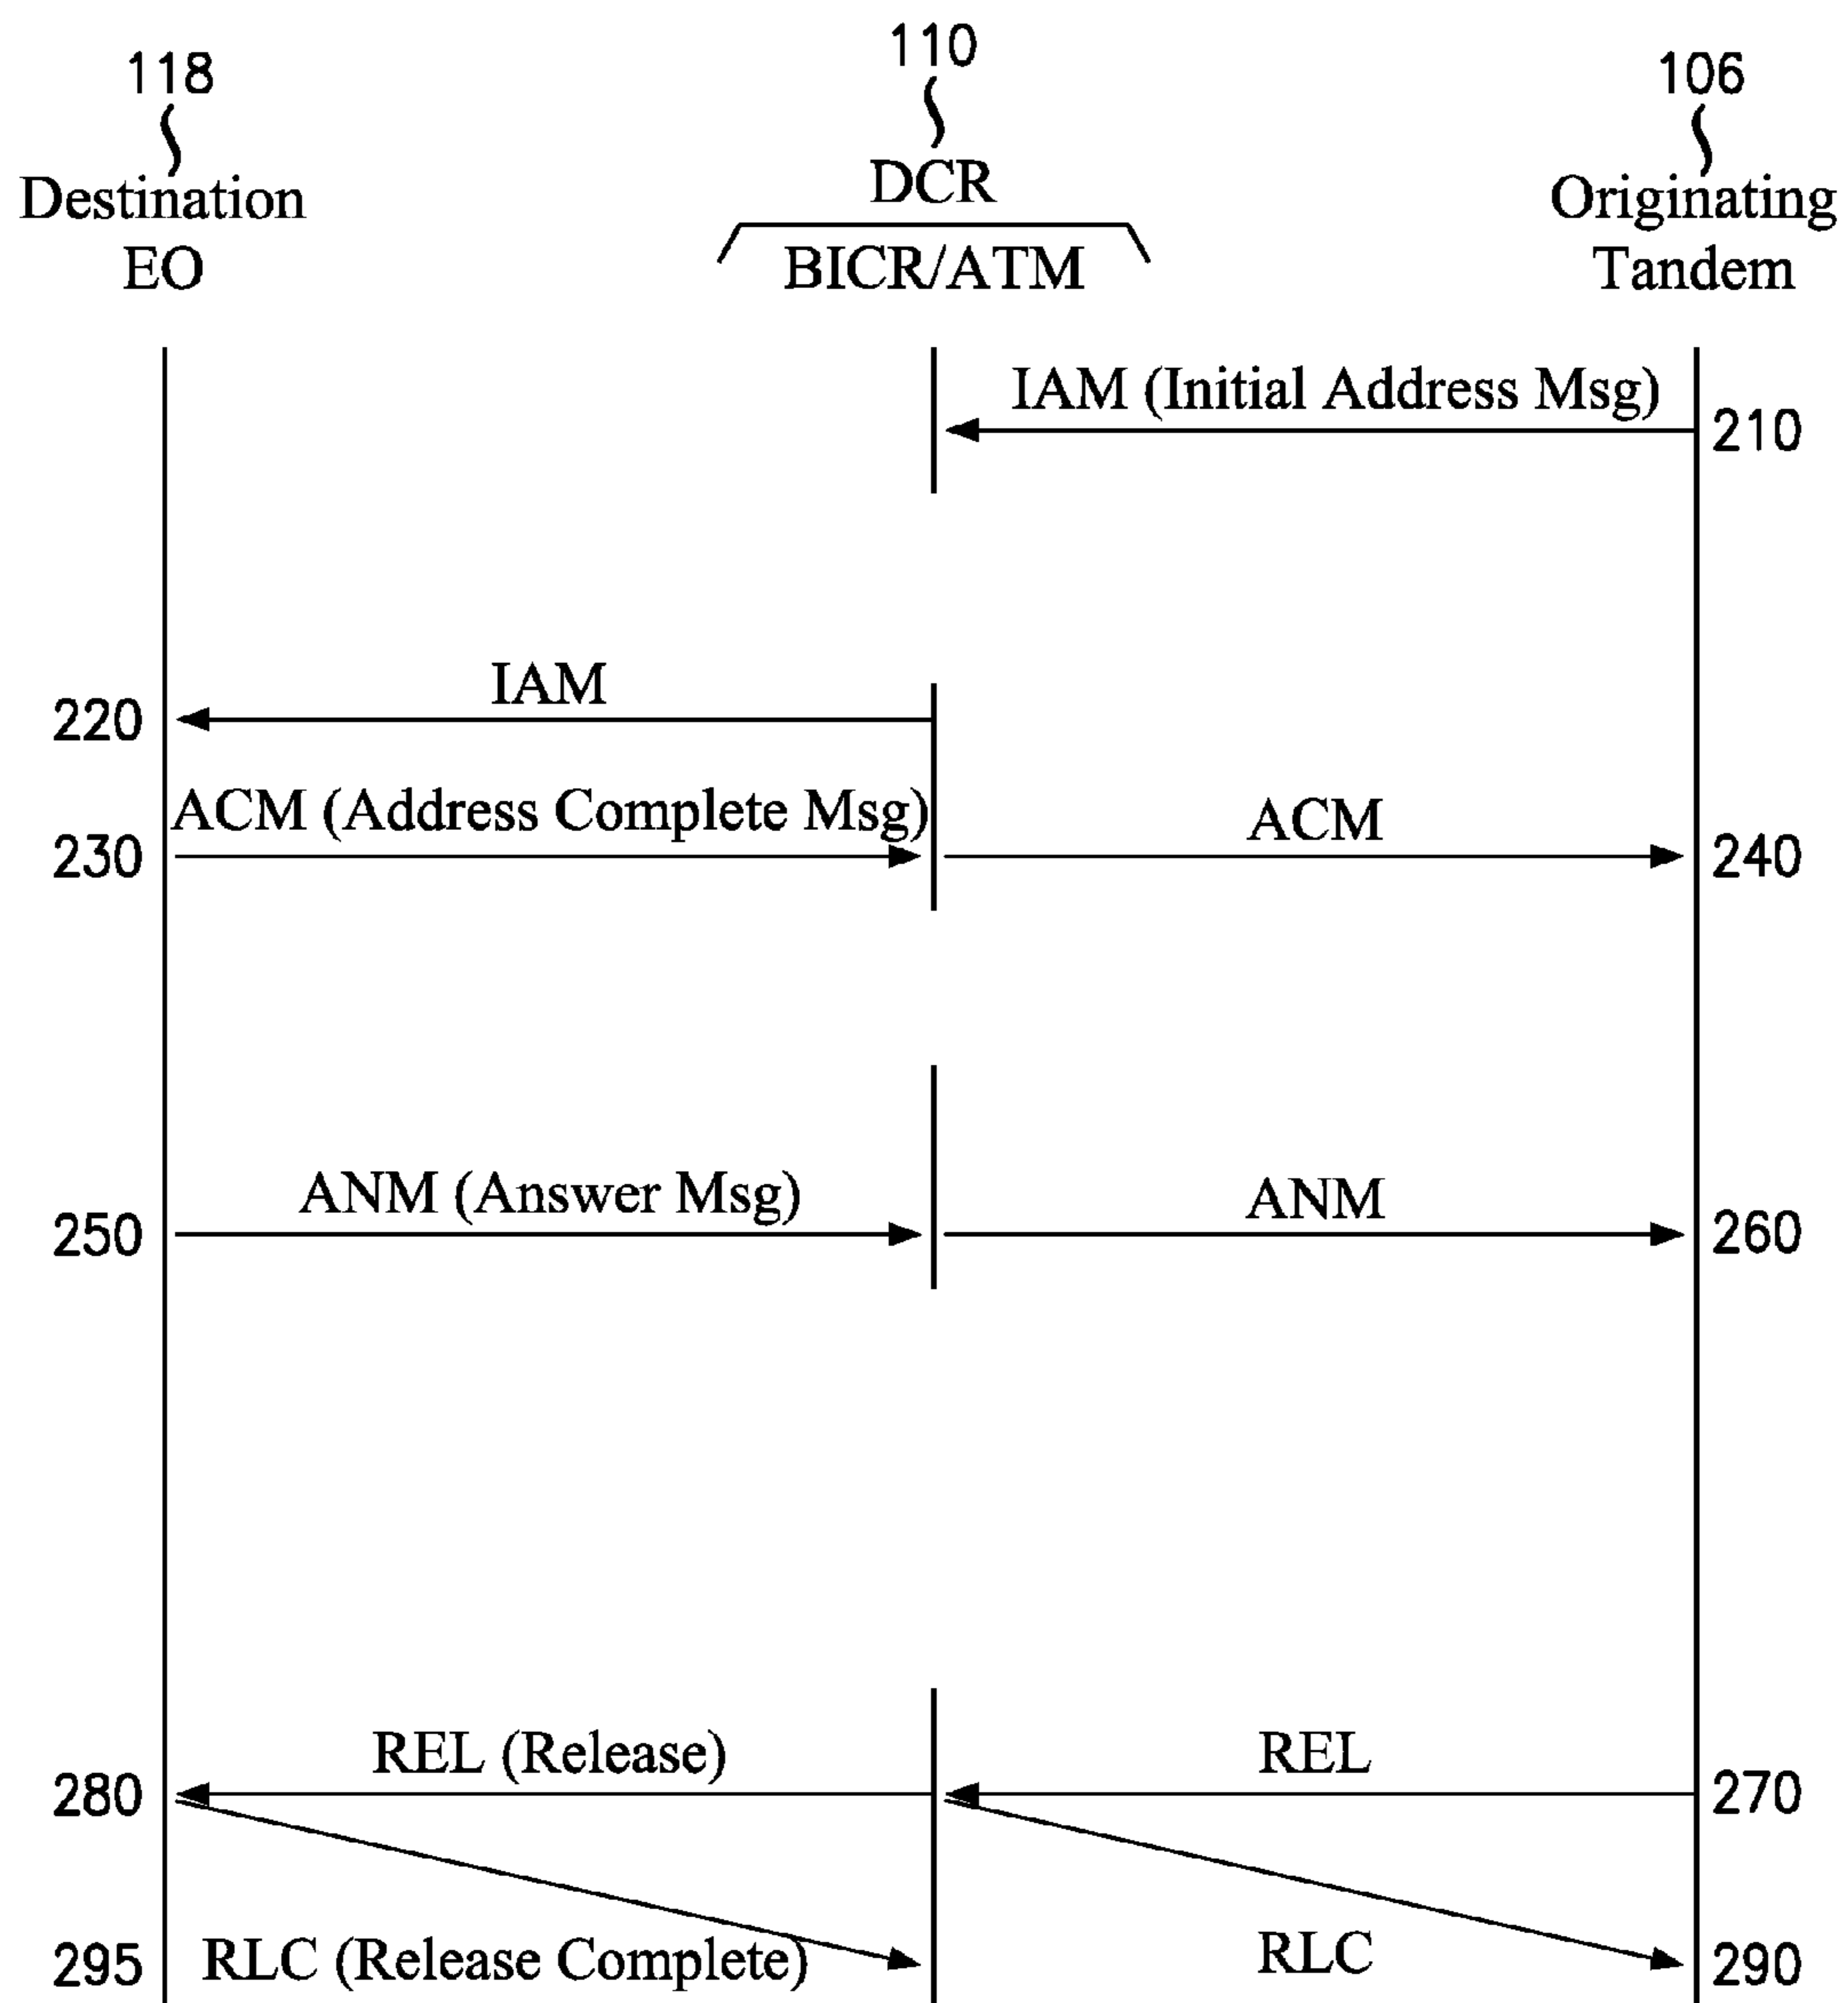 118
110
106
Destination
EO
DCR
BICR/ATM
Originating
Tandem
IAM (Initial Address Msg)
210
IAM
220
ACM (Address Complete Msg)
ACM
230
240
ANM (Answer Msg)
ANM
250
260
REL (Release)
REL
280
270
295
RLC (Release Complete)
RLC
290